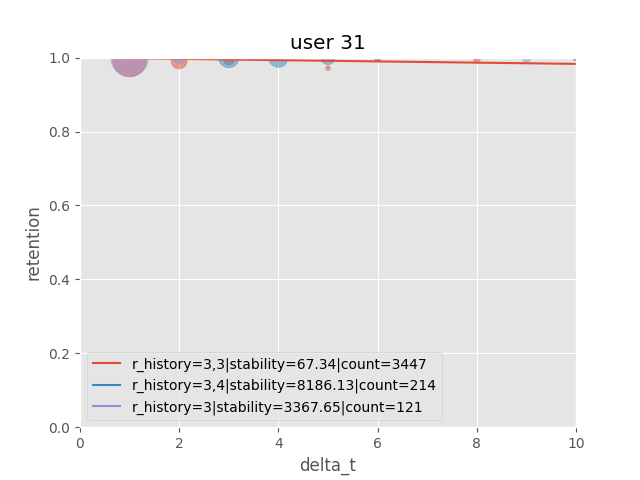 user 31
1.0
0.8
0.6
0.4
0.2
0.0
retention
r_history=3,3|stability=67.34|count=3447
r_history=3,4|stability=8186.13|count=214
r_history=3|stability=3367.65|count=121
0 2 4 6 8 10
delta_t